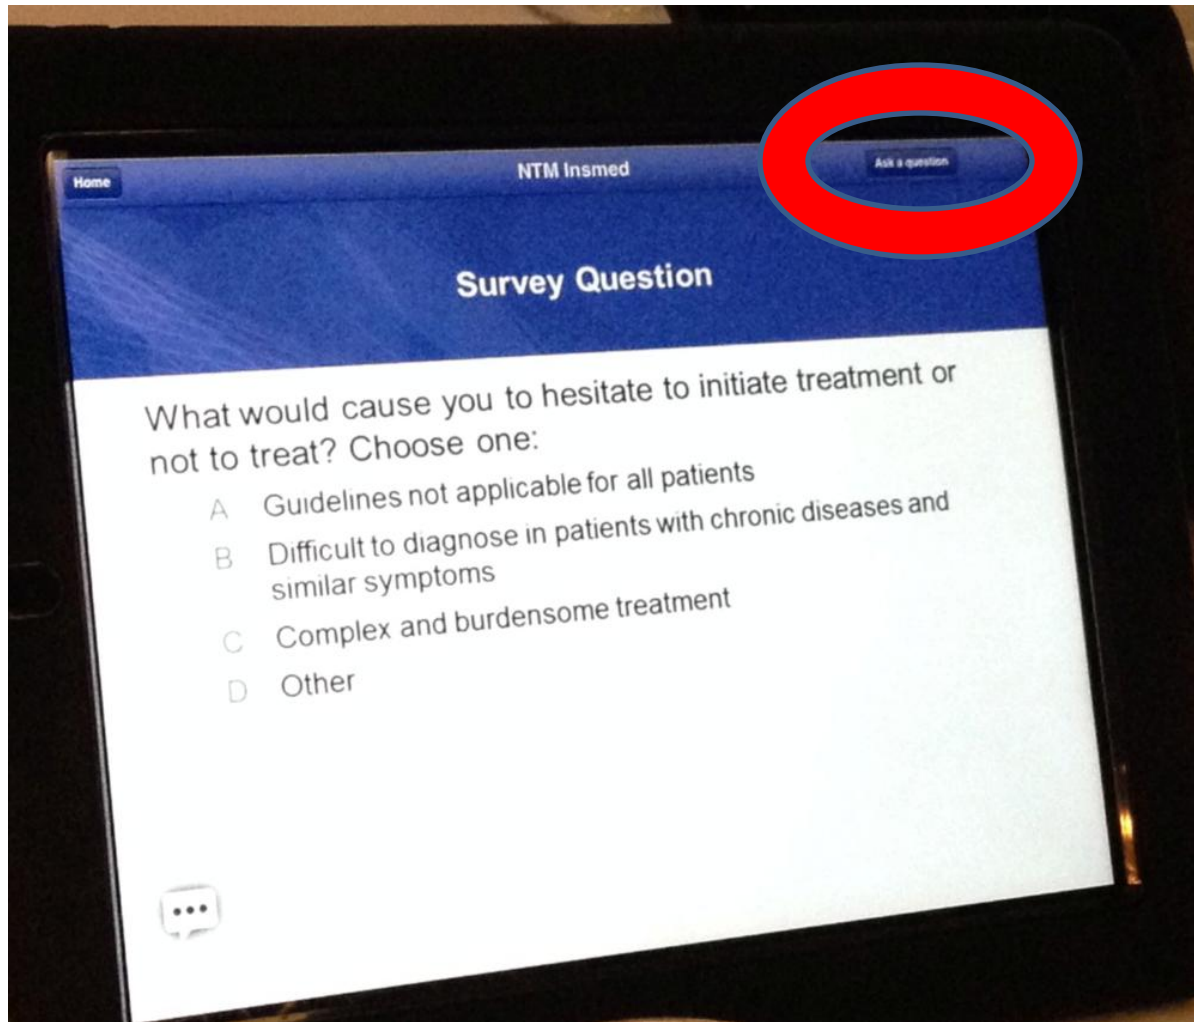 Home
NTM Insmed
Ask a question
Survey Question
What would cause you to hesitate to initiate treatment or
not to treat? Choose one:
A Guidelines not applicable for all patients
B Difficult to diagnose in patients with chronic diseases and
similar symptoms
C Complex and burdensome treatment
D Other